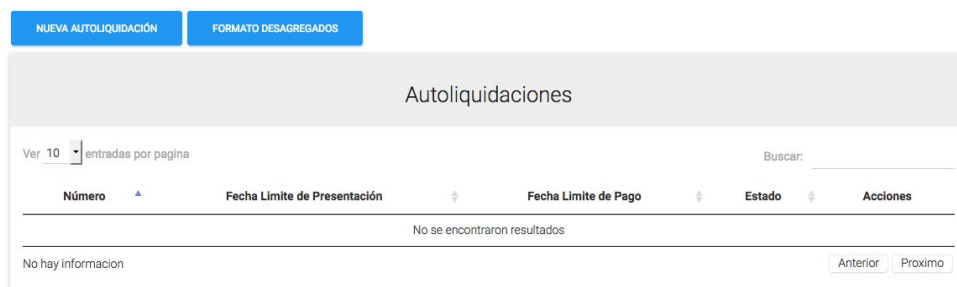 NUEVA AUTOLIQUIDACIÓN FORMATO DESAGREGADOS
Autoliquidaciones
Ver 10 entradas por pagina Buscar:
Número Fecha Limite de Presentación Fecha Limite de Pago Estado Acciones
No se encontraron resultados
No hay informacion Anterior Proximo